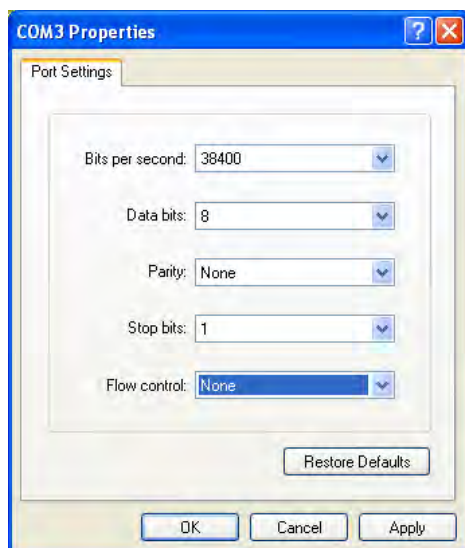 COM3 Properties
Port Settings
Bits per second: 38400
Data bits: 8
Parity: None
Stop bits: 1
Flow control: None
Restore Defaults
OK Cancel Apply